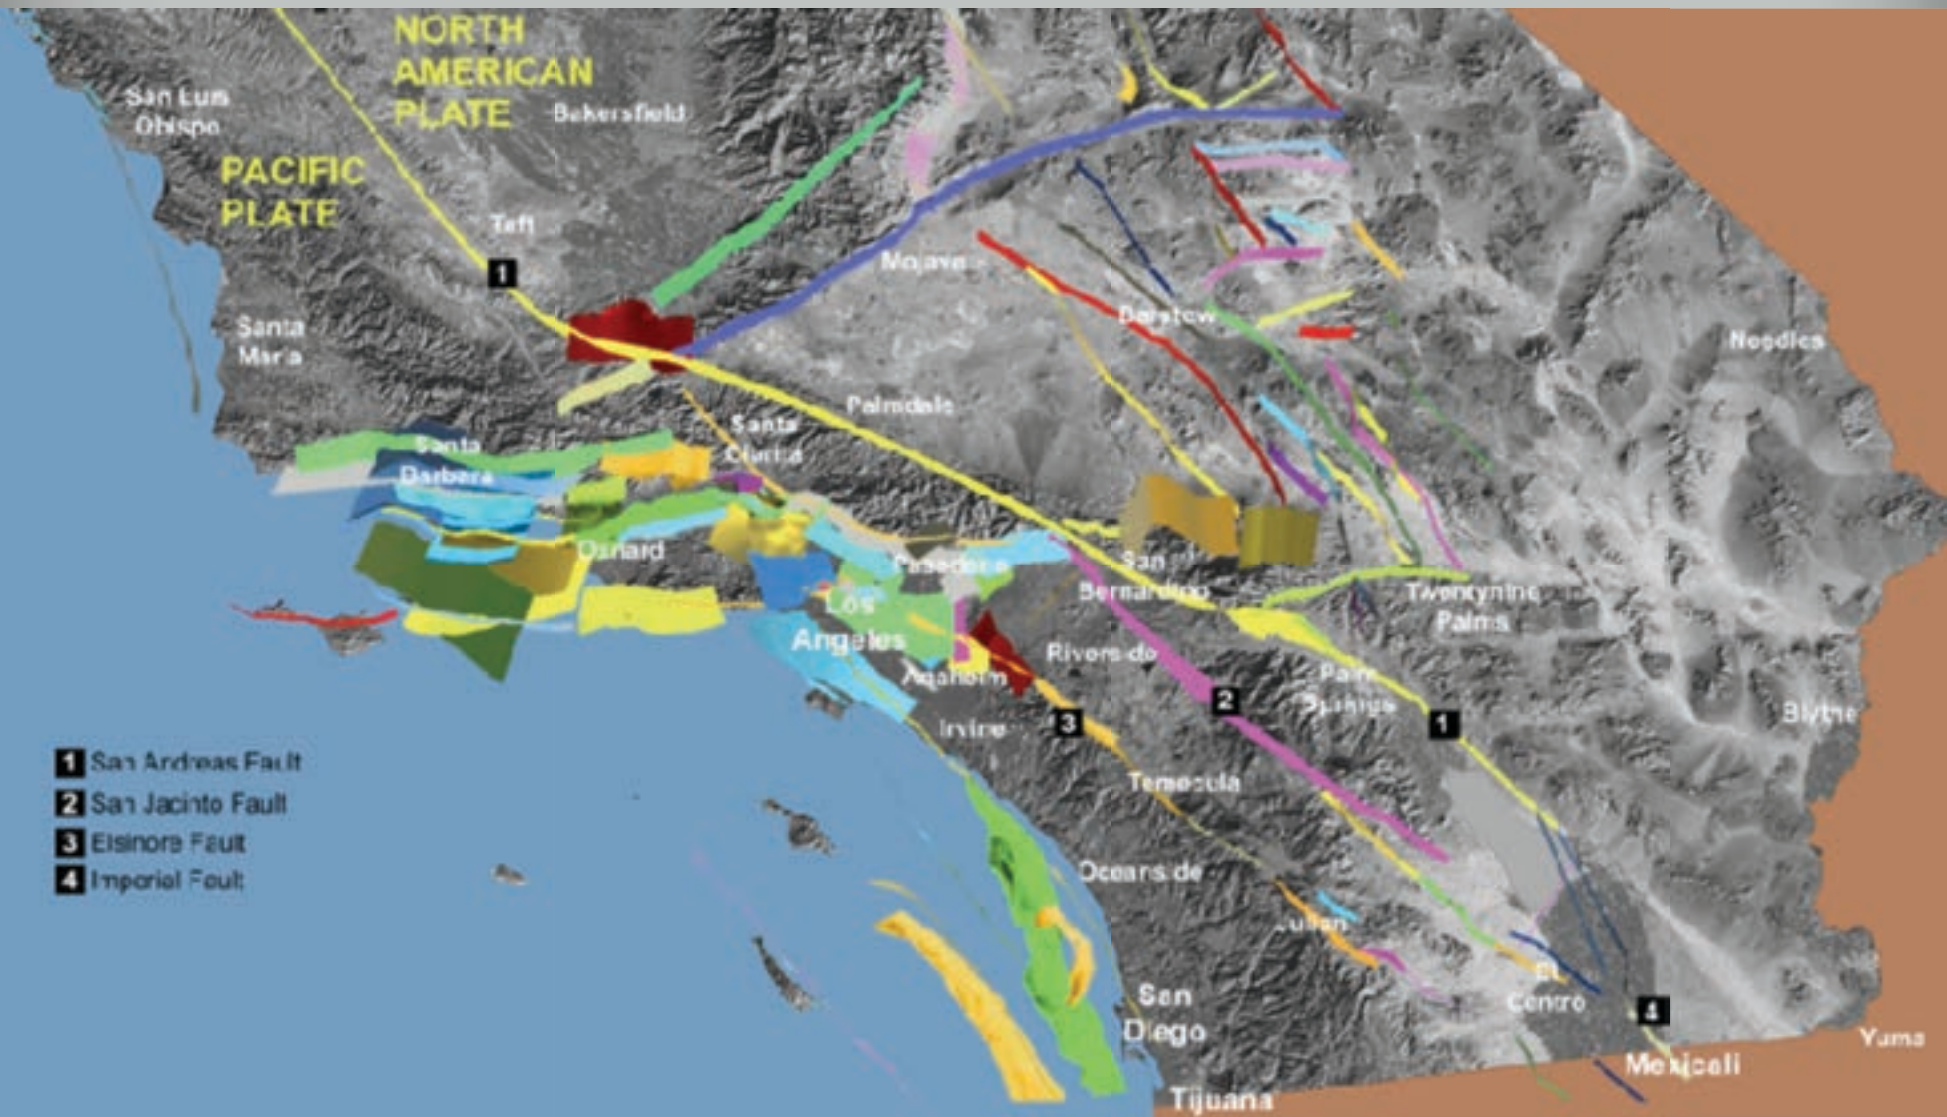 NORTH
AMERICAN
PLATE
San Luis
Obispo
Bakersfield
PACIFIC
PLATE
Taft
1
Mojave
Santa
Maria
Barstow
Needles
Palmdale
Santa
Clarita
Santa
Barbara
Oxnard
Pasadena
San
Bernardino
Twentynine
Palms
Los
Angeles
Riverside
Anaheim
Palm
Springs
2
1
Blythe
3
Irvine
1 San Andreas Fault
Temecula
2 San Jacinto Fault
3 Elsinore Fault
4 Imperial Fault
Oceanside
Julian
El
Centro
San
Diego
4
Yuma
Mexicali
Tijuana